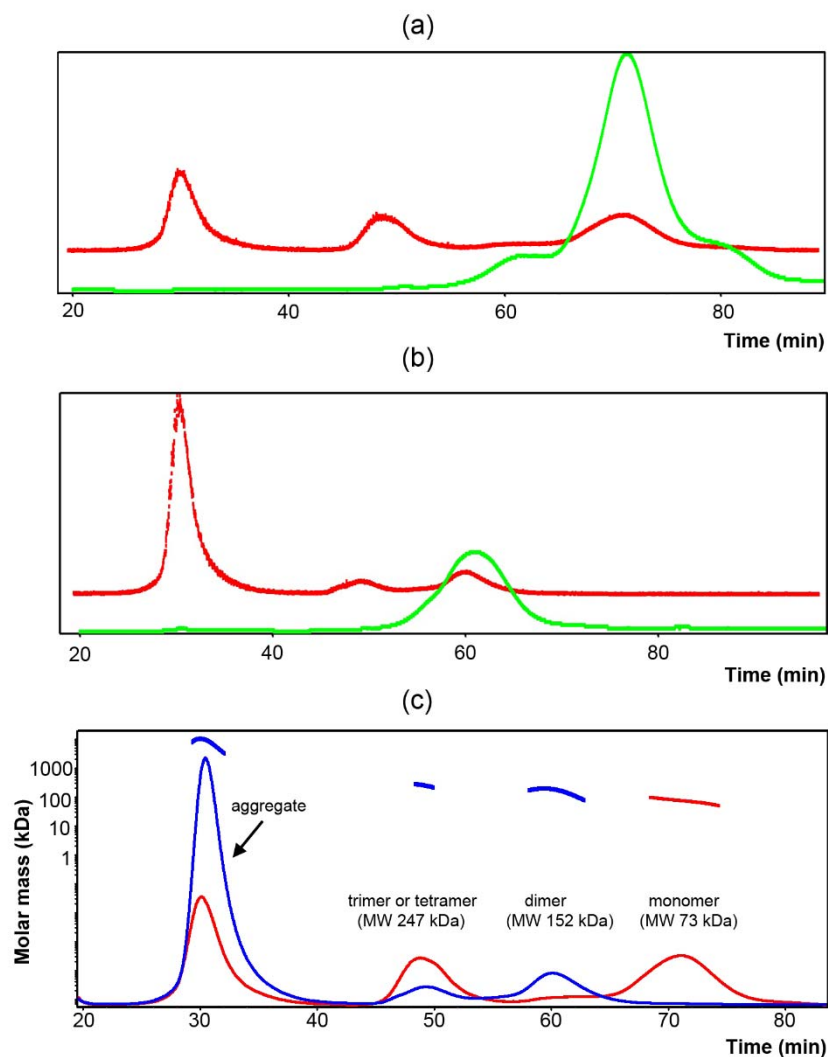 (a)
20 40 60 80
Time (min)
(b)
20 40 60 80
Time (min)
(c)
Molar mass (kDa)
1000
100
10
1
aggregate
trimer or tetramer
(MW 247 kDa)
dimer
(MW 152 kDa)
monomer
(MW 73 kDa)
20 30 40 50 60 70 80
Time (min)